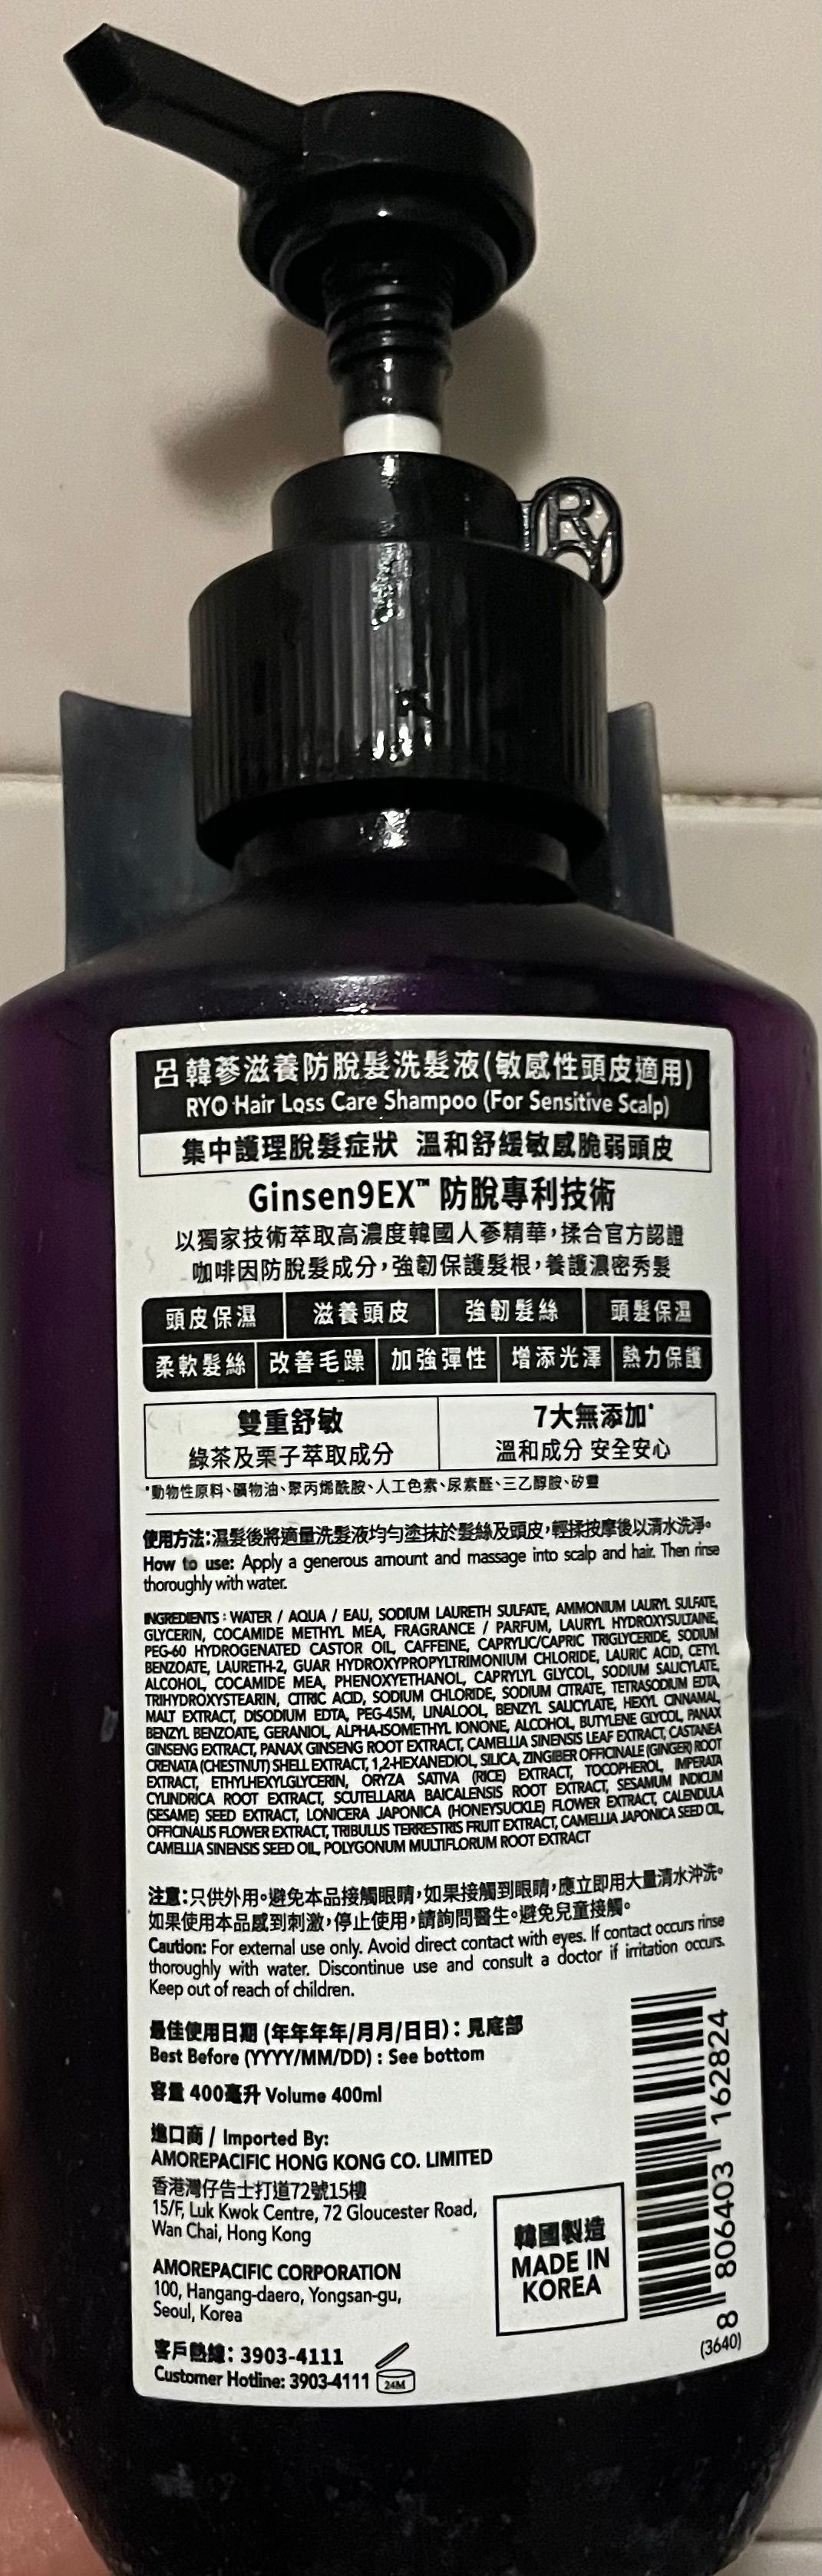 RYO
呂韓蔘滋養防脫髮洗髮液(敏感性頭皮適用)
RYO Hair Loss Care Shampoo (For Sensitive Scalp)
集中護理脫髮症狀 溫和舒緩敏感脆弱頭皮
Ginsen9EX™ 防脫專利技術
以獨家技術萃取高濃度韓國人蔘精華，揉合官方認證
咖啡因防脫髮成分，強韌保護髮根，養護濃密秀髮
頭皮保濕 滋養頭皮 強韌髮絲 頭髮保濕
柔軟髮絲 改善毛躁 加強彈性 增添光澤 熱力保護
雙重舒敏 7大無添加*
綠茶及栗子萃取成分 溫和成分 安全安心
*動物性原料、礦物油、聚丙烯酰胺、人工色素、尿素醛、三乙醇胺、矽靈
使用方法：濕髮後將適量洗髮液均勻塗抹於髮絲及頭皮，輕揉按摩後以清水洗淨。
How to use: Apply a generous amount and massage into scalp and hair. Then rinse
thoroughly with water.
INGREDIENTS : WATER / AQUA / EAU, SODIUM LAURETH SULFATE, AMMONIUM LAURYL SULFATE,
GLYCERIN, COCAMIDE METHYL MEA, FRAGRANCE / PARFUM, LAURYL HYDROXYSULTAINE,
PEG-60 HYDROGENATED CASTOR OIL, CAFFEINE, CAPRYLIC/CAPRIC TRIGLYCERIDE, SODIUM
BENZOATE, LAURETH-2, GUAR HYDROXYPROPYLTRIMONIUM CHLORIDE, LAURIC ACID, CETYL
ALCOHOL, COCAMIDE MEA, PHENOXYETHANOL, CAPRYLYL GLYCOL, SODIUM SALICYLATE,
TRIHYDROXYSTEARIN, CITRIC ACID, SODIUM CHLORIDE, SODIUM CITRATE, TETRASODIUM EDTA,
MALT EXTRACT, DISODIUM EDTA, PEG-45M, LINALOOL, BENZYL SALICYLATE, HEXYL CINNAMAL,
BENZYL BENZOATE, GERANIOL, ALPHA-ISOMETHYL IONONE, ALCOHOL, BUTYLENE GLYCOL, PANAX
GINSENG EXTRACT, PANAX GINSENG ROOT EXTRACT, CAMELLIA SINENSIS LEAF EXTRACT, CASTANEA
CRENATA (CHESTNUT) SHELL EXTRACT, 1,2-HEXANEDIOL, SILICA, ZINGIBER OFFICINALE (GINGER) ROOT
EXTRACT, ETHYLHEXYLGLYCERIN, ORYZA SATIVA (RICE) EXTRACT, TOCOPHEROL, IMPERATA
CYLINDRICA ROOT EXTRACT, SCUTELLARIA BAICALENSIS ROOT EXTRACT, SESAMUM INDICUM
(SESAME) SEED EXTRACT, LONICERA JAPONICA (HONEYSUCKLE) FLOWER EXTRACT, CALENDULA
OFFICINALIS FLOWER EXTRACT, TRIBULUS TERRESTRIS FRUIT EXTRACT, CAMELLIA JAPONICA SEED OIL,
CAMELLIA SINENSIS SEED OIL, POLYGONUM MULTIFLORUM ROOT EXTRACT
注意：只供外用。避免本品接觸眼睛，如果接觸到眼睛，應立即用大量清水沖洗。
如果使用本品感到刺激，停止使用，請詢問醫生。避免兒童接觸。
Caution: For external use only. Avoid direct contact with eyes. If contact occurs rinse
thoroughly with water. Discontinue use and consult a doctor if irritation occurs.
Keep out of reach of children.
最佳使用日期 (年年年年/月月/日日)：見底部
Best Before (YYYY/MM/DD) : See bottom
容量 400毫升 Volume 400ml
進口商 / Imported By:
AMOREPACIFIC HONG KONG CO. LIMITED
香港灣仔告士打道72號15樓
15/F, Luk Kwok Centre, 72 Gloucester Road,
Wan Chai, Hong Kong
AMOREPACIFIC CORPORATION
100, Hangang-daero, Yongsan-gu,
Seoul, Korea
客戶熱線：3903-4111
Customer Hotline: 3903-4111
24M
韓國製造
MADE IN
KOREA
8 806403 162824
(3640)